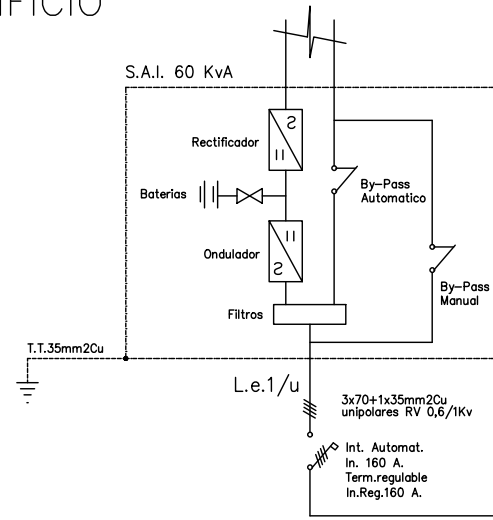 S.A.I. 60 KvA
Rectificador
Baterias
By-Pass
Automatico
Ondulador
By-Pass
Manual
Filtros
T.T.35mm2Cu
L.e.1/u
3x70+1x35mm2Cu
unipolares RV 0,6/1Kv
Int. Automat.
In. 160 A.
Term.regulable
In.Reg.160 A.